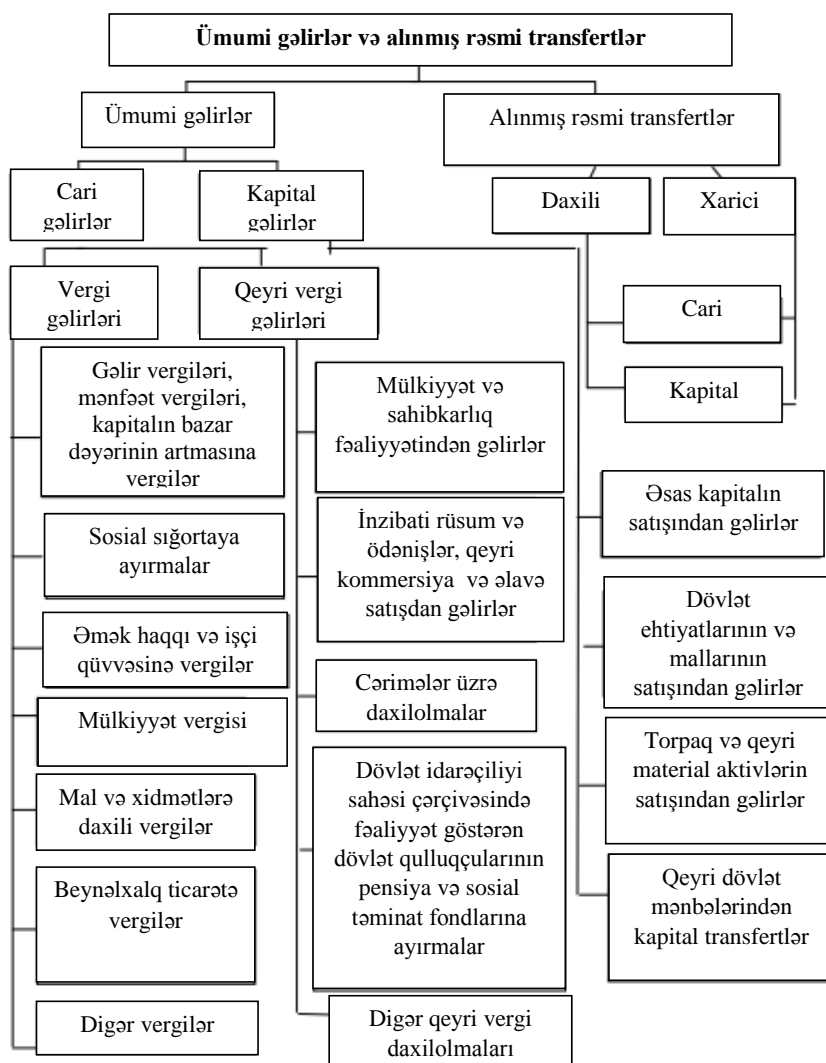 Ümumi gəlirlər və alınmış rəsmi transfertlər
Ümumi gəlirlər
Alınmış rəsmi transfertlər
Cari
gəlirlər
Kapital
gəlirlər
Daxili
Xarici
Vergi
gəlirləri
Qeyri vergi
gəlirləri
Cari
Kapital
Gəlir vergiləri,
mənfəət vergiləri,
kapitalın bazar
dəyərinin artmasına
vergilər
Sosial sığortaya
ayırmalar
Əmək haqqı və işçi
qüvvəsinə vergilər
Mülkiyyət vergisi
Mal və xidmətlərə
daxili vergilər
Beynəlxalq ticarətə
vergilər
Digər vergilər
Mülkiyyət və
sahibkarlıq
fəaliyyətindən gəlirlər
İnzibati rüsum və
ödənişlər, qeyri
kommersiya və əlavə
satışdan gəlirlər
Cərimələr üzrə
daxilolmalar
Dövlət idarəçiliyi
sahəsi çərçivəsində
fəaliyyət göstərən
dövlət qulluqçularının
pensiya və sosial
təminat fondlarına
ayırmalar
Digər qeyri vergi
daxilolmaları
Əsas kapitalın
satışından gəlirlər
Dövlət
ehtiyatlarının və
mallarının
satışından gəlirlər
Torpaq və qeyri
material aktivlərin
satışından gəlirlər
Qeyri dövlət
mənbələrindən
kapital transfertlər